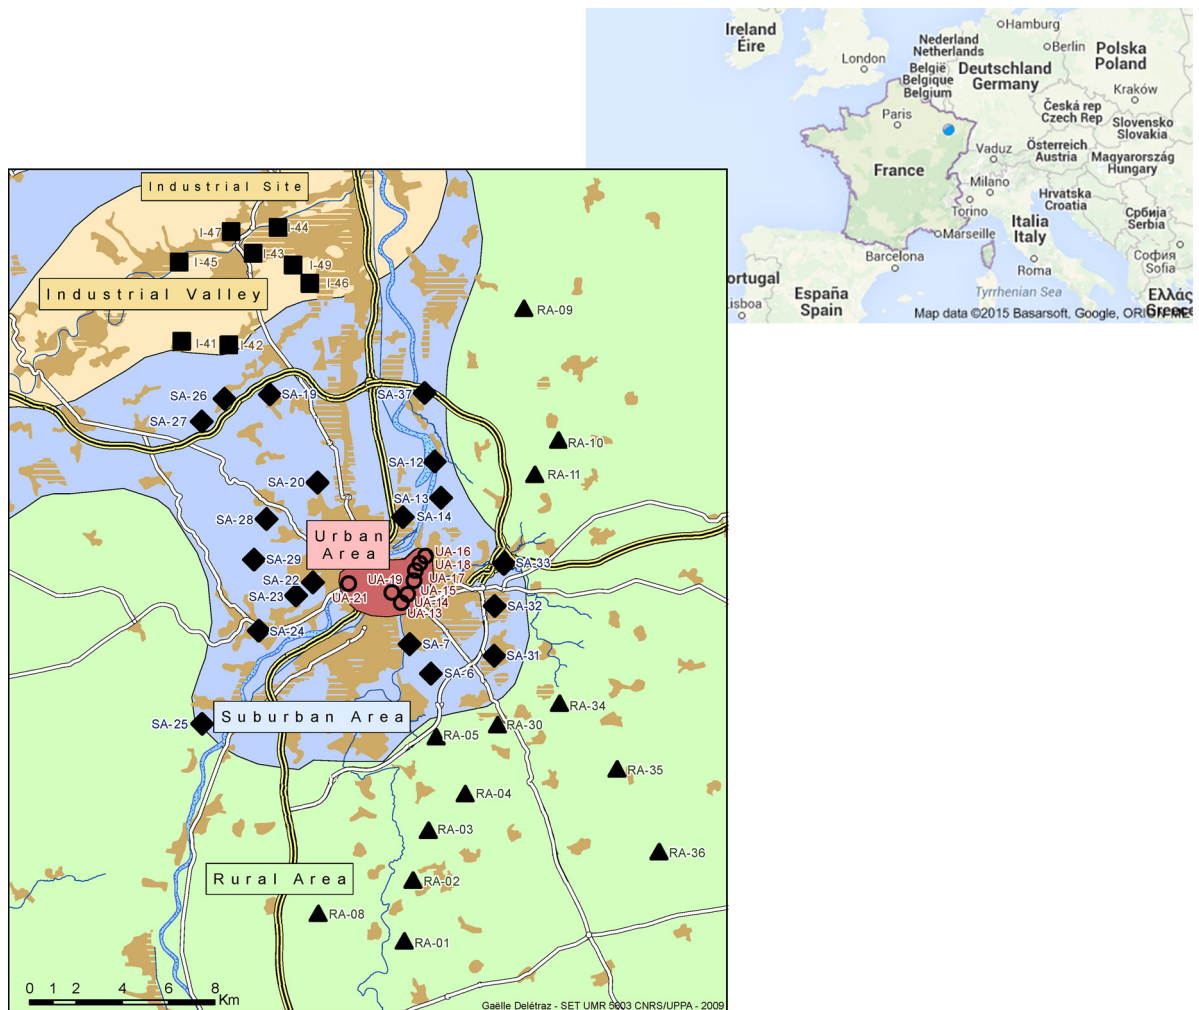 Ireland
Éire
Hamburg
Nederland
Netherlands
Berlin
Polska
Poland
London
België
Belgique
Belgium
Deutschland
Germany
Kraków
Paris
Česká rep
Czech Rep
Slovensko
Slovakia
Vaduz
Österreich
Austria
Magyarország
Hungary
France
Milano
Torino
Hrvatska
Croatia
Србија
Serbia
Marseille
Italia
Italy
Barcelona
Roma
София
Sofia
ortugal
isboa
España
Spain
Tyrrhenian Sea
Ελλάς
Greece
Map data ©2015 Basarsoft, Google,
Industrial Site
I-47
I-44
I-43
I-45
I-49
I-46
Industrial Valley
I-41
I-42
RA-09
SA-26
SA-19
SA-37
SA-27
RA-10
SA-12
RA-11
SA-20
SA-13
SA-28
SA-14
Urban
Area
UA-16
SA-29
UA-18
SA-33
SA-22
UA-19
UA-17
SA-23
UA-21
UA-15
UA-14
SA-32
UA-13
SA-24
SA-7
SA-31
SA-6
RA-34
SA-25
Suburban Area
RA-30
RA-05
RA-35
RA-04
RA-03
RA-36
Rural Area
RA-02
RA-08
RA-01
0 1 2 4 6 8
Km
Gaëlle Delétraz - SET UMR 5603 CNRS/UPPA - 2009